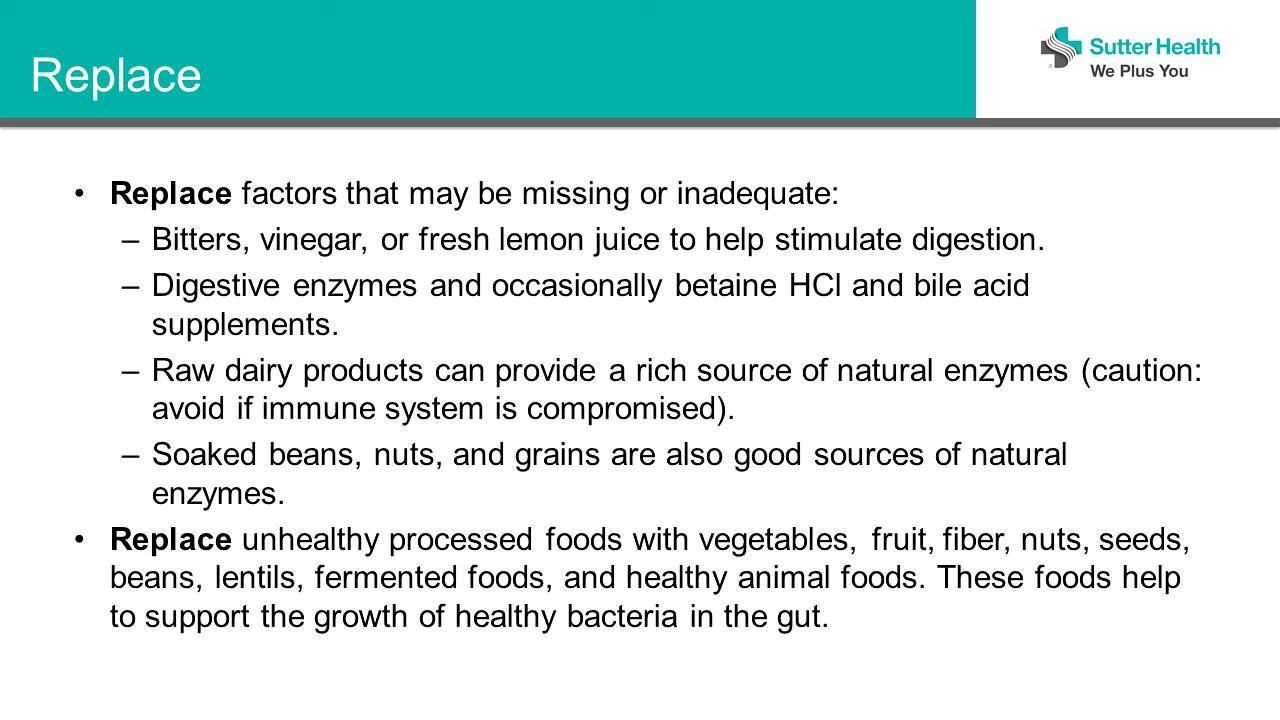 Replace
Sutter Health
We Plus You
• Replace factors that may be missing or inadequate:
– Bitters, vinegar, or fresh lemon juice to help stimulate digestion.
– Digestive enzymes and occasionally betaine HCl and bile acid
supplements.
– Raw dairy products can provide a rich source of natural enzymes (caution:
avoid if immune system is compromised).
– Soaked beans, nuts, and grains are also good sources of natural
enzymes.
• Replace unhealthy processed foods with vegetables, fruit, fiber, nuts, seeds,
beans, lentils, fermented foods, and healthy animal foods. These foods help
to support the growth of healthy bacteria in the gut.